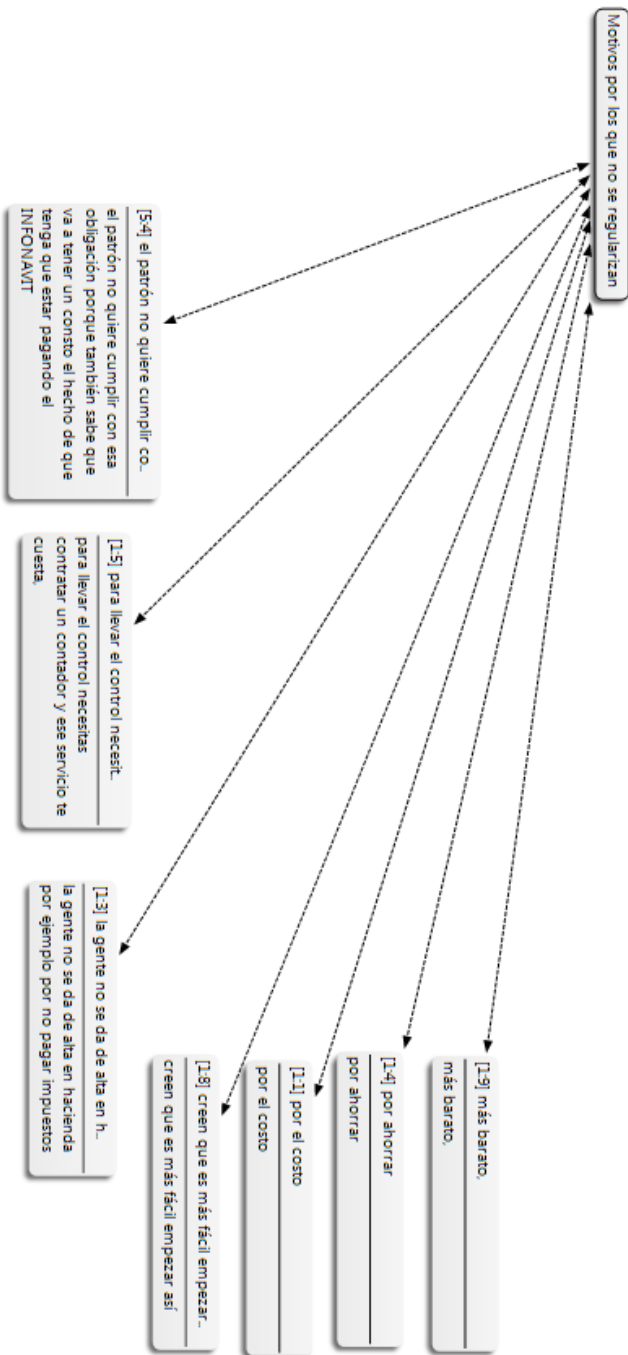 Motivos por los que no se regularizan
[1:9] más barato,
más barato,
[1:4] por ahorrar
por ahorrar
[1:1] por el costo
por el costo
[1:8] creen que es más fácil empezar..
creen que es más fácil empezar así
[5:4] el patrón no quiere cumplir co..
el patrón no quiere cumplir con esa
obligación porque también sabe que
va a tener un consto el hecho de que
tenga que estar pagando el
INFONAVIT
[1:5] para llevar el control necesit..
para llevar el control necesitas
contratar un contador y ese servicio te
cuesta,
[1:3] la gente no se da de alta en h..
la gente no se da de alta en hacienda
por ejemplo por no pagar impuestos